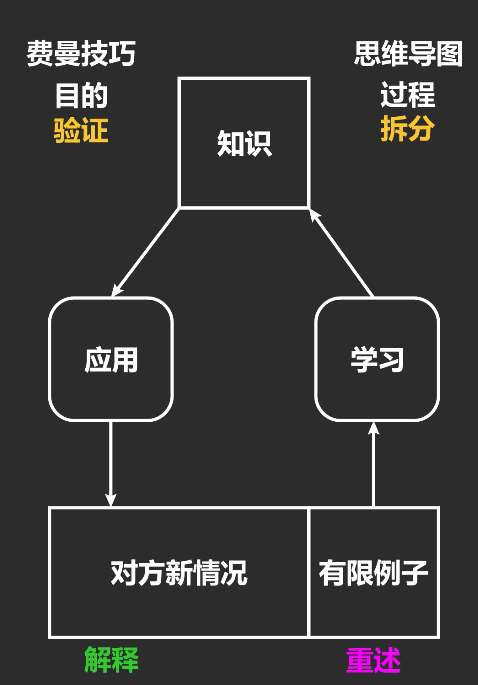 费曼技巧
目的
验证
思维导图
过程
拆分
知识
应用
学习
对方新情况
有限例子
解释
重述